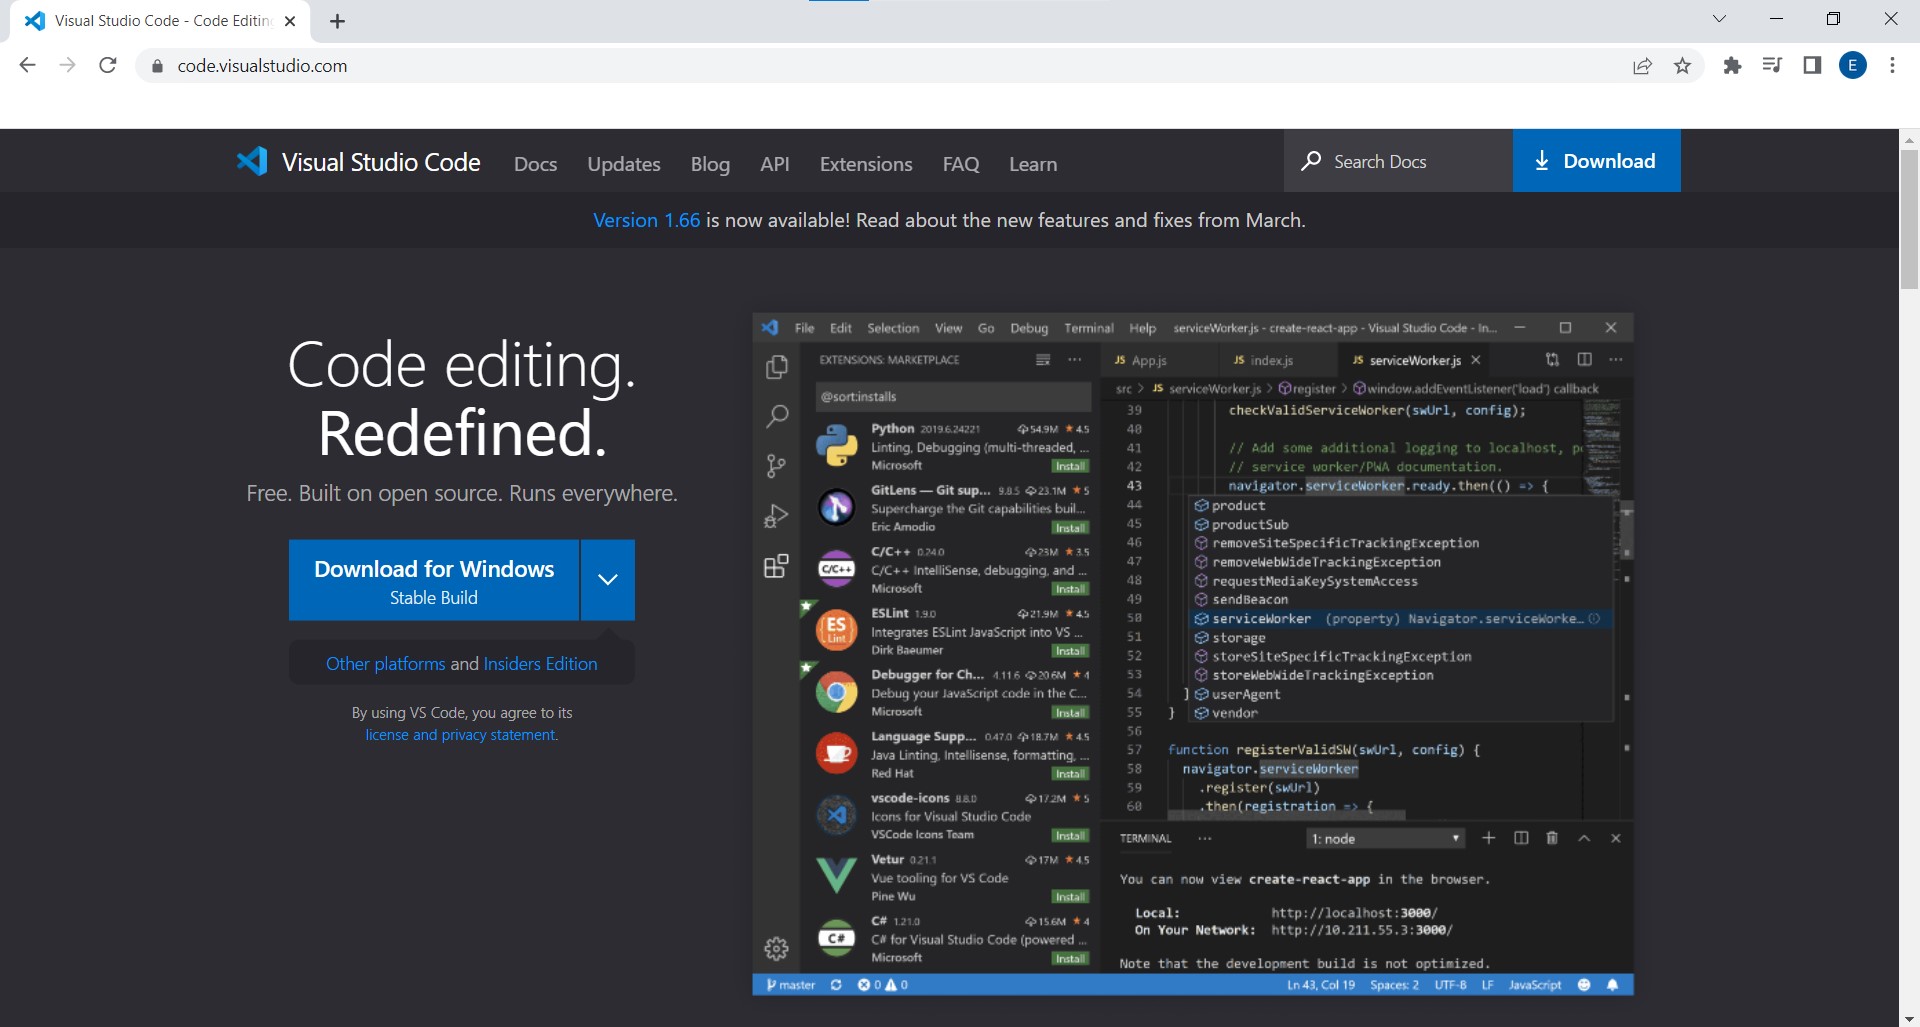 Visual Studio Code - Code Editin
code.visualstudio.com
E
Visual Studio Code Docs Updates Blog API Extensions FAQ Learn Search Docs Download
Version 1.66 is now available! Read about the new features and fixes from March.
Code editing.
Redefined.
Free. Built on open source. Runs everywhere.
Download for Windows
Stable Build
Other platforms and Insiders Edition
By using VS Code, you agree to its
license and privacy statement.
File Edit Selection View Go Debug Terminal Help serviceWorker.js - create-react-app - Visual Studio Code - In...
EXTENSIONS: MARKETPLACE
@sort:installs
Python 2019.6.24221 54.9M 4.5
Linting, Debugging (multi-threaded, ...
Microsoft Install
GitLens — Git sup... 9.8.5 23.1M 5
Supercharge the Git capabilities buil...
Eric Amodio Install
C/C++
C/C++ 0.24.0 23M 3.5
C/C++ IntelliSense, debugging, and ...
Microsoft Install
ES
Lint
ESLint 1.9.0 21.9M 4.5
Integrates ESLint JavaScript into VS ...
Dirk Baeumer Install
Debugger for Ch... 4.11.6 20.6M 4
Debug your JavaScript code in the C...
Microsoft Install
Language Supp... 0.47.0 18.7M 4.5
Java Linting, Intellisense, formatting, ...
Red Hat Install
vscode-icons 8.8.0 17.2M 5
Icons for Visual Studio Code
VSCode Icons Team Install
Vetur 0.21.1 17M 4.5
Vue tooling for VS Code
Pine Wu Install
C#
C# 1.21.0 15.6M 4
C# for Visual Studio Code (powered ...
Microsoft Install
JS App.js JS index.js JS serviceWorker.js
src > JS serviceWorker.js > register > window.addEventListener('load') callback
39 checkValidServiceWorker(swUrl, config);
40
41 // Add some additional logging to localhost, p
42 // service worker/PWA documentation.
43 navigator.serviceWorker.ready.then(() => {
44 product
45 productSub
46 removeSiteSpecificTrackingException
47 removeWebWideTrackingException
48 requestMediaKeySystemAccess
49 sendBeacon
50 serviceWorker (property) Navigator.serviceWorke...
51 storage
52 storeSiteSpecificTrackingException
53 storeWebWideTrackingException
54 ] userAgent
55 } vendor
56
57 function registerValidSW(swUrl, config) {
58 navigator.serviceWorker
59 .register(swUrl)
60 .then(registration => {
TERMINAL ... 1: node
You can now view create-react-app in the browser.
Local: http://localhost:3000/
On Your Network: http://10.211.55.3:3000/
Note that the development build is not optimized.
master 0 0 Ln 43, Col 19 Spaces: 2 UTF-8 LF JavaScript